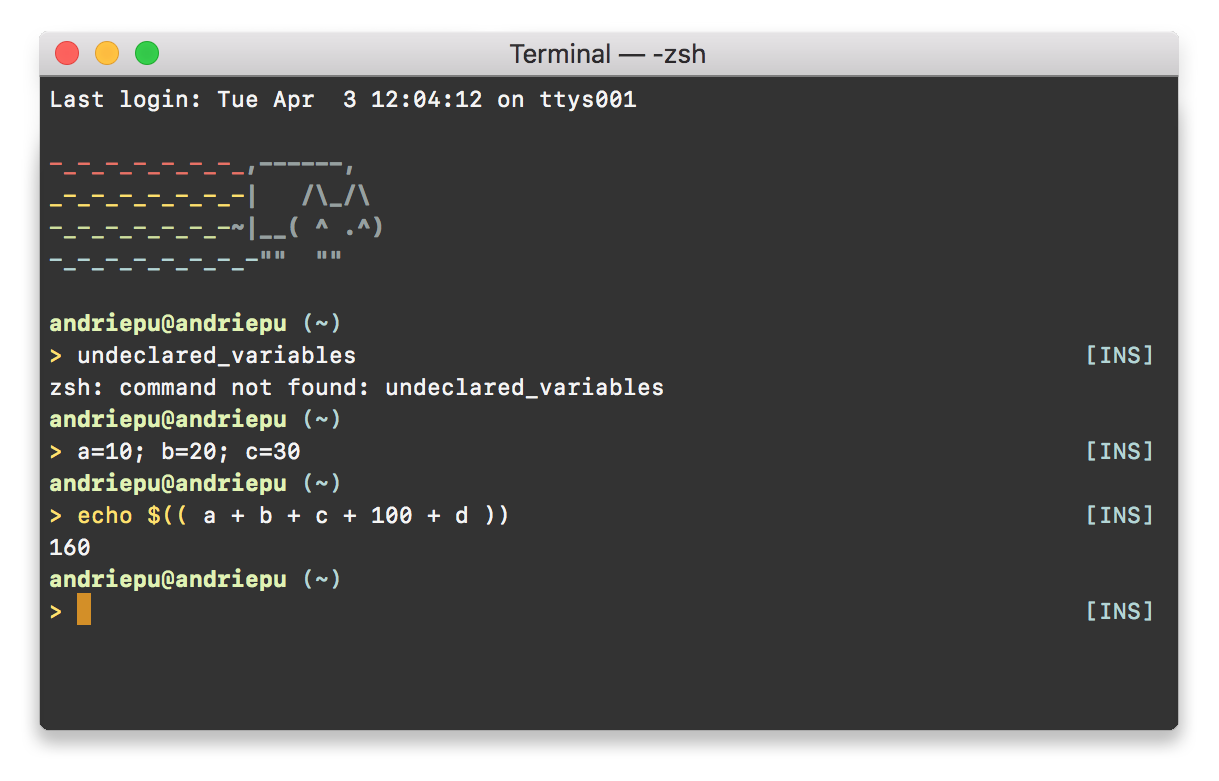 Terminal — -zsh
Last login: Tue Apr  3 12:04:12 on ttys001
-_-_-_-_-_-_-_,------,
_-_-_-_-_-_-_-|   /\_/\
-_-_-_-_-_-_-~|__( ^ .^)
-_-_-_-_-_-_-_-""  ""
andriepu@andriepu (~)
> undeclared_variables [INS]
zsh: command not found: undeclared_variables
andriepu@andriepu (~)
> a=10; b=20; c=30 [INS]
andriepu@andriepu (~)
> echo $(( a + b + c + 100 + d )) [INS]
160
andriepu@andriepu (~)
> [INS]